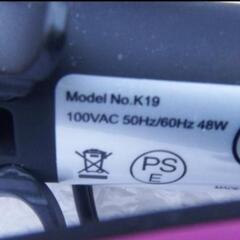 Model No.K19
100VAC 50Hz/60Hz 48W
PS
E